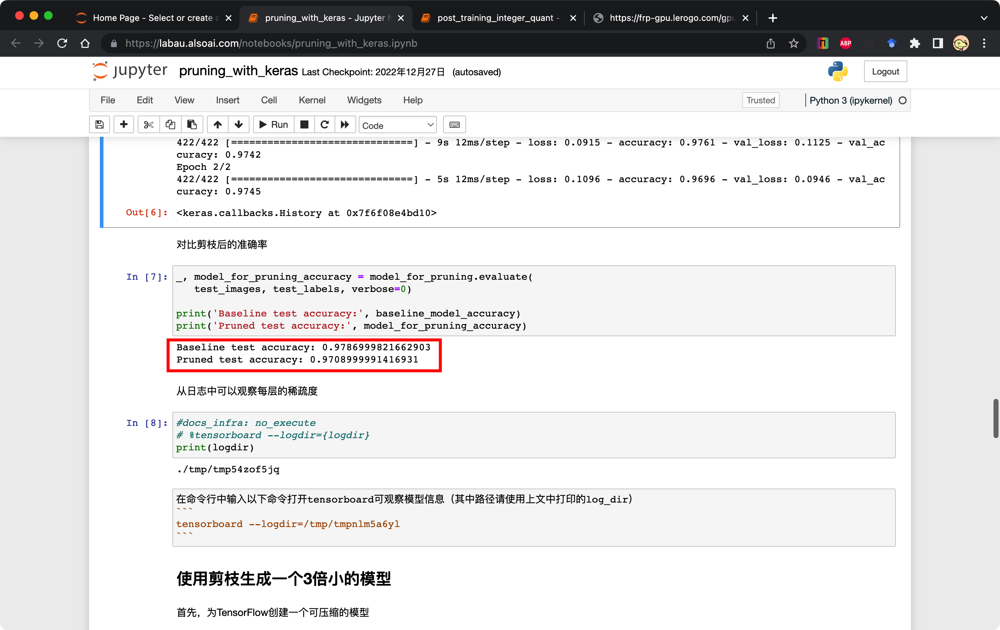 Home Page - Select or create a
pruning_with_keras - Jupyter N
post_training_integer_quant -
https://frp-gpu.lerogo.com/gpu
https://labau.alsoai.com/notebooks/pruning_with_keras.ipynb
ABP
jupyter pruning_with_keras Last Checkpoint: 2022年12月27日 (autosaved)
Logout
File Edit View Insert Cell Kernel Widgets Help
Trusted
Python 3 (ipykernel)
Run
Code
422/422 [==============================] - 9s 12ms/step - loss: 0.0915 - accuracy: 0.9761 - val_loss: 0.1125 - val_ac
curacy: 0.9742
Epoch 2/2
422/422 [==============================] - 5s 12ms/step - loss: 0.1096 - accuracy: 0.9696 - val_loss: 0.0946 - val_ac
curacy: 0.9745
Out[6]: <keras.callbacks.History at 0x7f6f08e4bd10>
对比剪枝后的准确率
In [7]: _, model_for_pruning_accuracy = model_for_pruning.evaluate(
test_images, test_labels, verbose=0)
print('Baseline test accuracy:', baseline_model_accuracy)
print('Pruned test accuracy:', model_for_pruning_accuracy)
Baseline test accuracy: 0.9786999821662903
Pruned test accuracy: 0.9708999991416931
从日志中可以观察每层的稀疏度
In [8]: #docs_infra: no_execute
# %tensorboard --logdir={logdir}
print(logdir)
./tmp/tmp54zof5jq
在命令行中输入以下命令打开tensorboard可观察模型信息（其中路径请使用上文中打印的log_dir）
```
tensorboard --logdir=/tmp/tmpnlm5a6yl
```
使用剪枝生成一个3倍小的模型
首先，为TensorFlow创建一个可压缩的模型